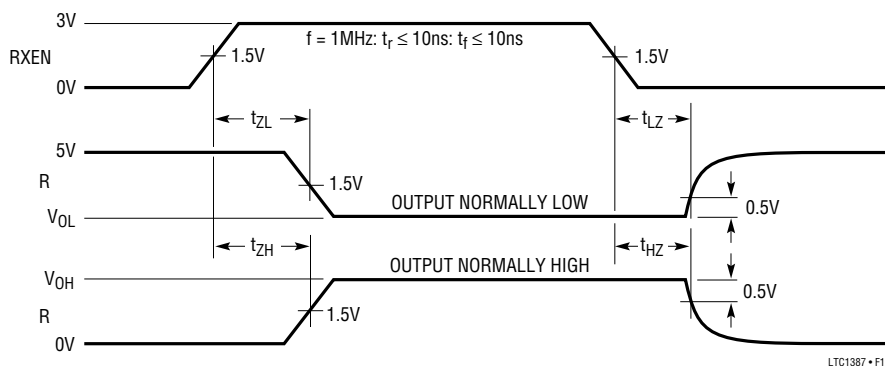 3V
f = 1MHz: tr ≤ 10ns: tf ≤ 10ns
RXEN
1.5V
1.5V
0V
tZL
tLZ
5V
R
1.5V
OUTPUT NORMALLY LOW
0.5V
VOL
tZH
tHZ
VOH
OUTPUT NORMALLY HIGH
0.5V
R
1.5V
0V
LTC1387 • F1